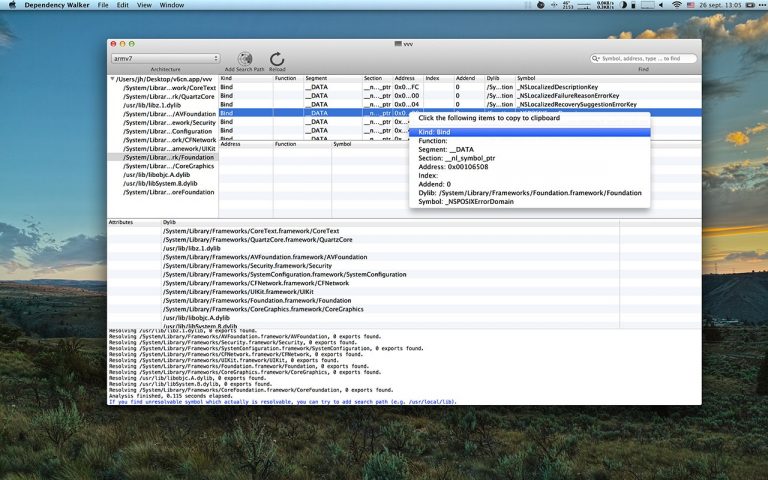 Dependency Walker File Edit View Window
46° 2153
0.0KB/s 0.0KB/s
26 sept. 13:05
vvv
armv7
Architecture
Add Search Path
Reload
Symbol, address, type ... to find
Find
/Users/jh/Desktop/v6cn.app/vvv
/System/Librar...work/CoreText
/System/Librar...rk/QuartzCore
/usr/lib/libz.1.dylib
/System/Librar.../AVFoundation
/System/Librar...ework/Security
/System/Librar...Configuration
/System/Librar...ork/CFNetwork
/System/Librar...amework/UIKit
/System/Librar...rk/Foundation
/System/Librar.../CoreGraphics
/usr/lib/libobjc.A.dylib
/usr/lib/libSystem.B.dylib
/System/Librar...oreFoundation
Kind Function Segment Section Address Index Addend Dylib Symbol
Bind __DATA __n..._ptr 0x0...FC 0 /Sy...tion _NSLocalizedDescriptionKey
Bind __DATA __n..._ptr 0x0...00 0 /Sy...tion _NSLocalizedFailureReasonErrorKey
Bind __DATA __n..._ptr 0x0...04 0 /Sy...tion _NSLocalizedRecoverySuggestionErrorKey
Bind __DATA __n..._ptr
Bind __DATA __n..._ptr
Bind __DATA __n..._ptr
Address Function Symbol
Click the following items to copy to clipboard
Kind: Bind
Function:
Segment: __DATA
Section: __nl_symbol_ptr
Address: 0x00106508
Index:
Addend: 0
Dylib: /System/Library/Frameworks/Foundation.framework/Foundation
Symbol: _NSPOSIXErrorDomain
Attributes Dylib
/System/Library/Frameworks/CoreText.framework/CoreText
/System/Library/Frameworks/QuartzCore.framework/QuartzCore
/usr/lib/libz.1.dylib
/System/Library/Frameworks/AVFoundation.framework/AVFoundation
/System/Library/Frameworks/Security.framework/Security
/System/Library/Frameworks/SystemConfiguration.framework/SystemConfiguration
/System/Library/Frameworks/CFNetwork.framework/CFNetwork
/System/Library/Frameworks/UIKit.framework/UIKit
/System/Library/Frameworks/Foundation.framework/Foundation
/System/Library/Frameworks/CoreGraphics.framework/CoreGraphics
/usr/lib/libobjc.A.dylib
/usr/lib/libSystem.B.dylib
Resolving /usr/lib/libz.1.dylib, 0 exports found.
Resolving /System/Library/Frameworks/AVFoundation.framework/AVFoundation, 0 exports found.
Resolving /System/Library/Frameworks/Security.framework/Security, 0 exports found.
Resolving /System/Library/Frameworks/SystemConfiguration.framework/SystemConfiguration, 0 exports found.
Resolving /System/Library/Frameworks/CFNetwork.framework/CFNetwork, 0 exports found.
Resolving /System/Library/Frameworks/UIKit.framework/UIKit, 0 exports found.
Resolving /System/Library/Frameworks/Foundation.framework/Foundation, 0 exports found.
Resolving /System/Library/Frameworks/CoreGraphics.framework/CoreGraphics, 0 exports found.
Resolving /usr/lib/libobjc.A.dylib, 0 exports found.
Resolving /usr/lib/libSystem.B.dylib, 0 exports found.
Resolving /System/Library/Frameworks/CoreFoundation.framework/CoreFoundation, 0 exports found.
Analysis finished, 0.115 seconds elapsed.
If you find unresolvable symbol which actually is resolvable, you can try to add search path (e.g. /usr/local/lib).